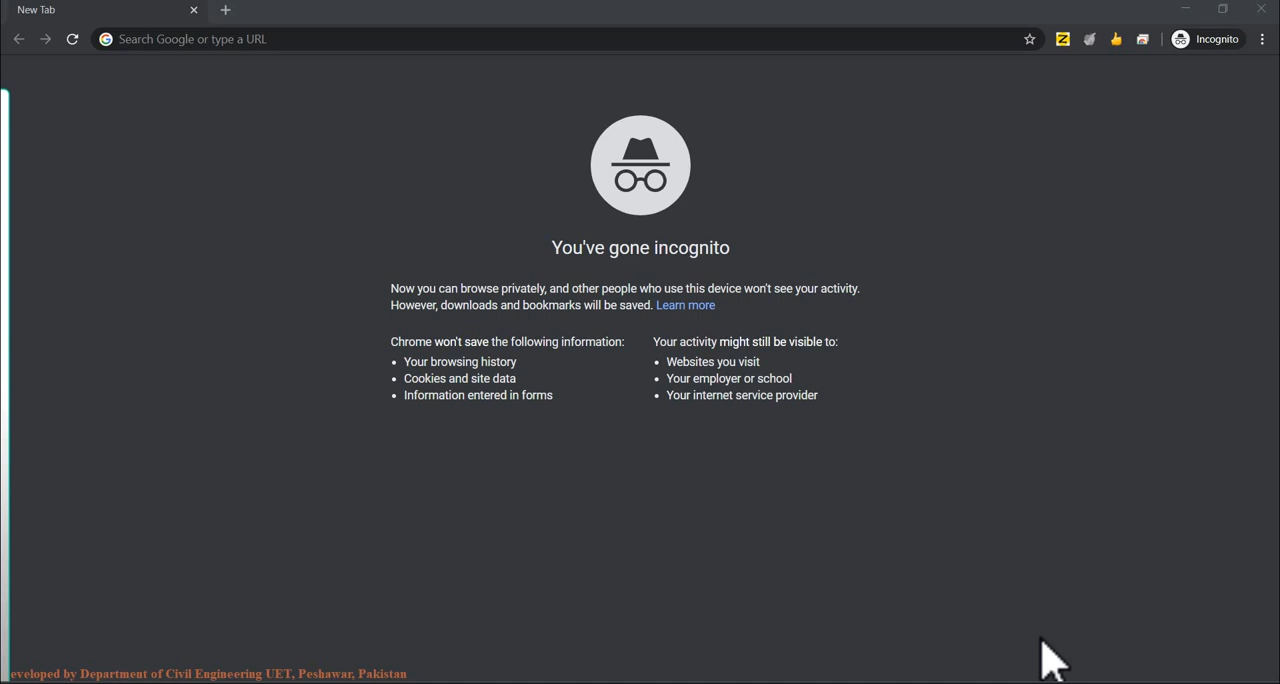 New Tab
Search Google or type a URL
Incognito
You've gone incognito
Now you can browse privately, and other people who use this device won't see your activity.
However, downloads and bookmarks will be saved. Learn more
Chrome won't save the following information:
• Your browsing history
• Cookies and site data
• Information entered in forms
Your activity might still be visible to:
• Websites you visit
• Your employer or school
• Your internet service provider
eveloped by Department of Civil Engineering UET, Peshawar, Pakistan